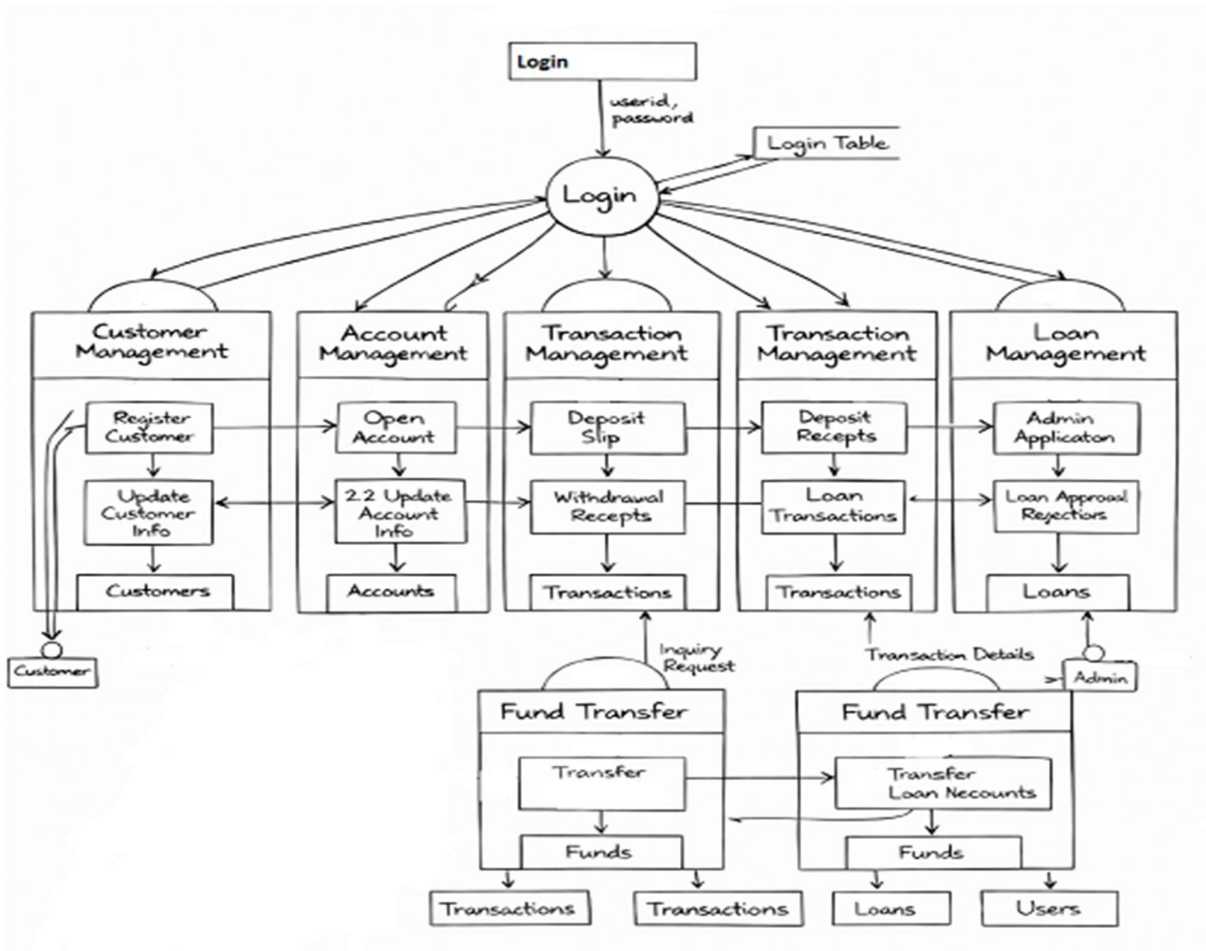 Login
userid,
password
Login Table
Login
Customer
Management
Account
Management
Transaction
Management
Transaction
Management
Loan
Management
Register
Customer
Open
Account
Deposit
Slip
Deposit
Recepts
Admin
Applicaton
Update
Customer
Info
2.2 Update
Account
Info
Withdrawal
Recepts
Loan
Transactions
Loan Approal
Rejectiors
Customers
Accounts
Transactions
Transactions
Loans
Customer
Inquiry
Request
Transaction Details
Admin
Fund Transfer
Fund Transfer
Transfer
Transfer
Loan Necounts
Funds
Funds
Transactions
Transactions
Loans
Users